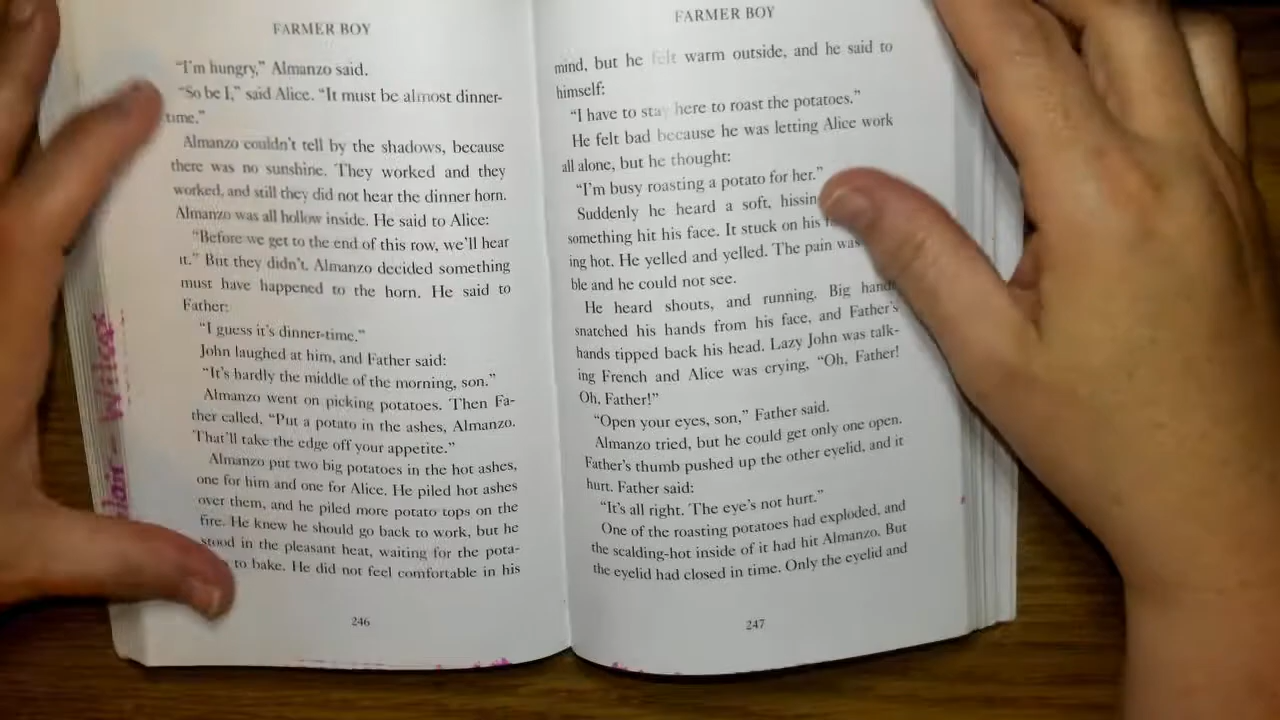 FARMER BOY
"I'm hungry," Almanzo said.
"So be I," said Alice. "It must be almost dinner-
time."
Almanzo couldn't tell by the shadows, because
there was no sunshine. They worked and they
worked, and still they did not hear the dinner horn.
Almanzo was all hollow inside. He said to Alice:
"Before we get to the end of this row, we'll hear
it." But they didn't. Almanzo decided something
must have happened to the horn. He said to
Father:
"I guess it's dinner-time."
John laughed at him, and Father said:
"It's hardly the middle of the morning, son."
Almanzo went on picking potatoes. Then Fa-
ther called, "Put a potato in the ashes, Almanzo.
That'll take the edge off your appetite."
Almanzo put two big potatoes in the hot ashes,
one for him and one for Alice. He piled hot ashes
over them, and he piled more potato tops on the
fire. He knew he should go back to work, but he
stood in the pleasant heat, waiting for the pota-
to bake. He did not feel comfortable in his
246
FARMER BOY
mind, but he felt warm outside, and he said to
himself:
"I have to stay here to roast the potatoes."
He felt bad because he was letting Alice work
all alone, but he thought:
"I'm busy roasting a potato for her."
Suddenly he heard a soft, hissin
something hit his face. It stuck on his
ing hot. He yelled and yelled. The pain was
ble and he could not see.
He heard shouts, and running. Big hands
snatched his hands from his face, and Father's
hands tipped back his head. Lazy John was talk-
ing French and Alice was crying, "Oh, Father!
Oh, Father!"
"Open your eyes, son," Father said.
Almanzo tried, but he could get only one open.
Father's thumb pushed up the other eyelid, and it
hurt. Father said:
"It's all right. The eye's not hurt."
One of the roasting potatoes had exploded, and
the scalding-hot inside of it had hit Almanzo. But
the eyelid had closed in time. Only the eyelid and
247